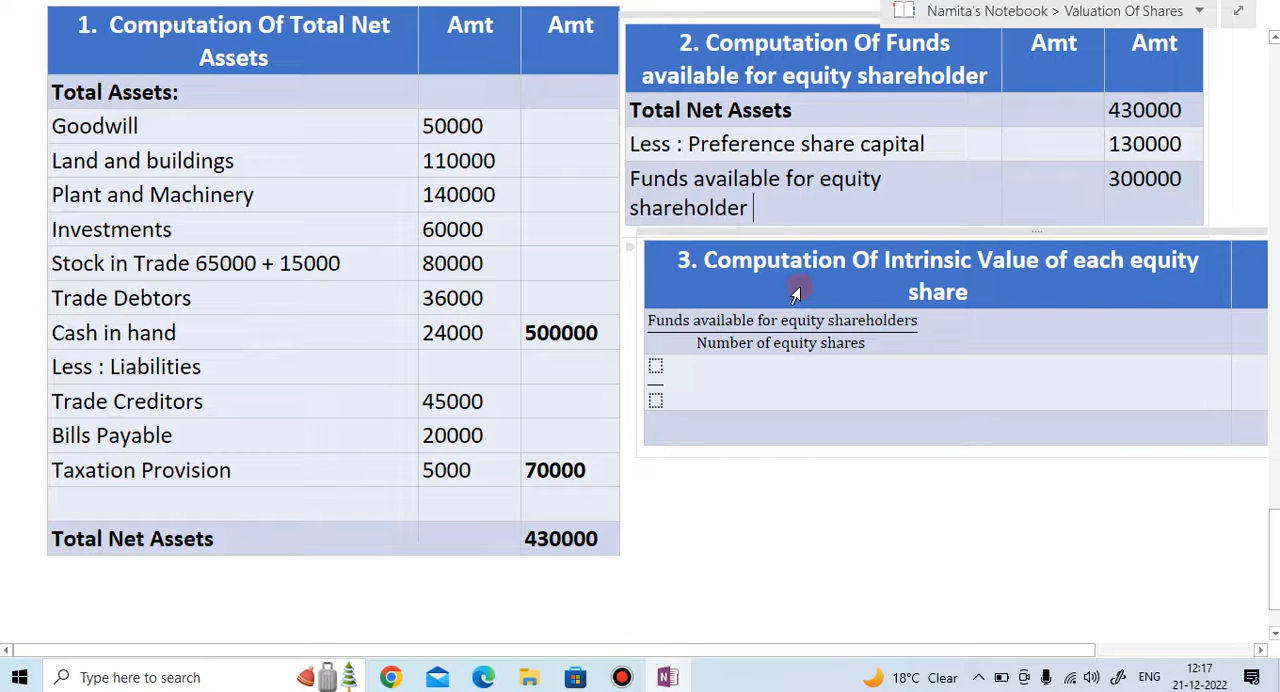 Namita's Notebook > Valuation Of Shares
1. Computation Of Total Net Assets Amt Amt
Total Assets:
Goodwill 50000
Land and buildings 110000
Plant and Machinery 140000
Investments 60000
Stock in Trade 65000 + 15000 80000
Trade Debtors 36000
Cash in hand 24000 500000
Less : Liabilities
Trade Creditors 45000
Bills Payable 20000
Taxation Provision 5000 70000
Total Net Assets 430000
2. Computation Of Funds available for equity shareholder Amt Amt
Total Net Assets 430000
Less : Preference share capital 130000
Funds available for equity shareholder 300000
3. Computation Of Intrinsic Value of each equity share
Funds available for equity shareholders
Number of equity shares
Type here to search
18°C Clear
ENG
12:17
21-12-2022